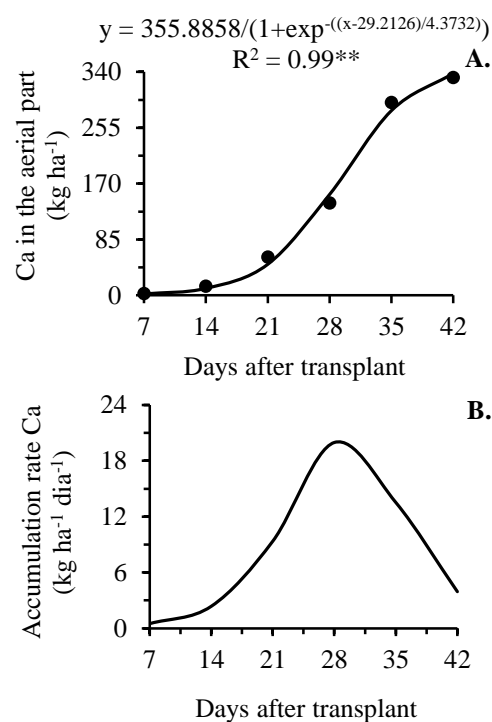 y = 355.8858/(1+exp^-((x-29.2126)/4.3732))
R² = 0.99**
A.
Ca in the aerial part
(kg ha⁻¹)
340
255
170
85
0
7 14 21 28 35 42
Days after transplant
B.
Accumulation rate Ca
(kg ha⁻¹ dia⁻¹)
24
18
12
6
0
7 14 21 28 35 42
Days after transplant